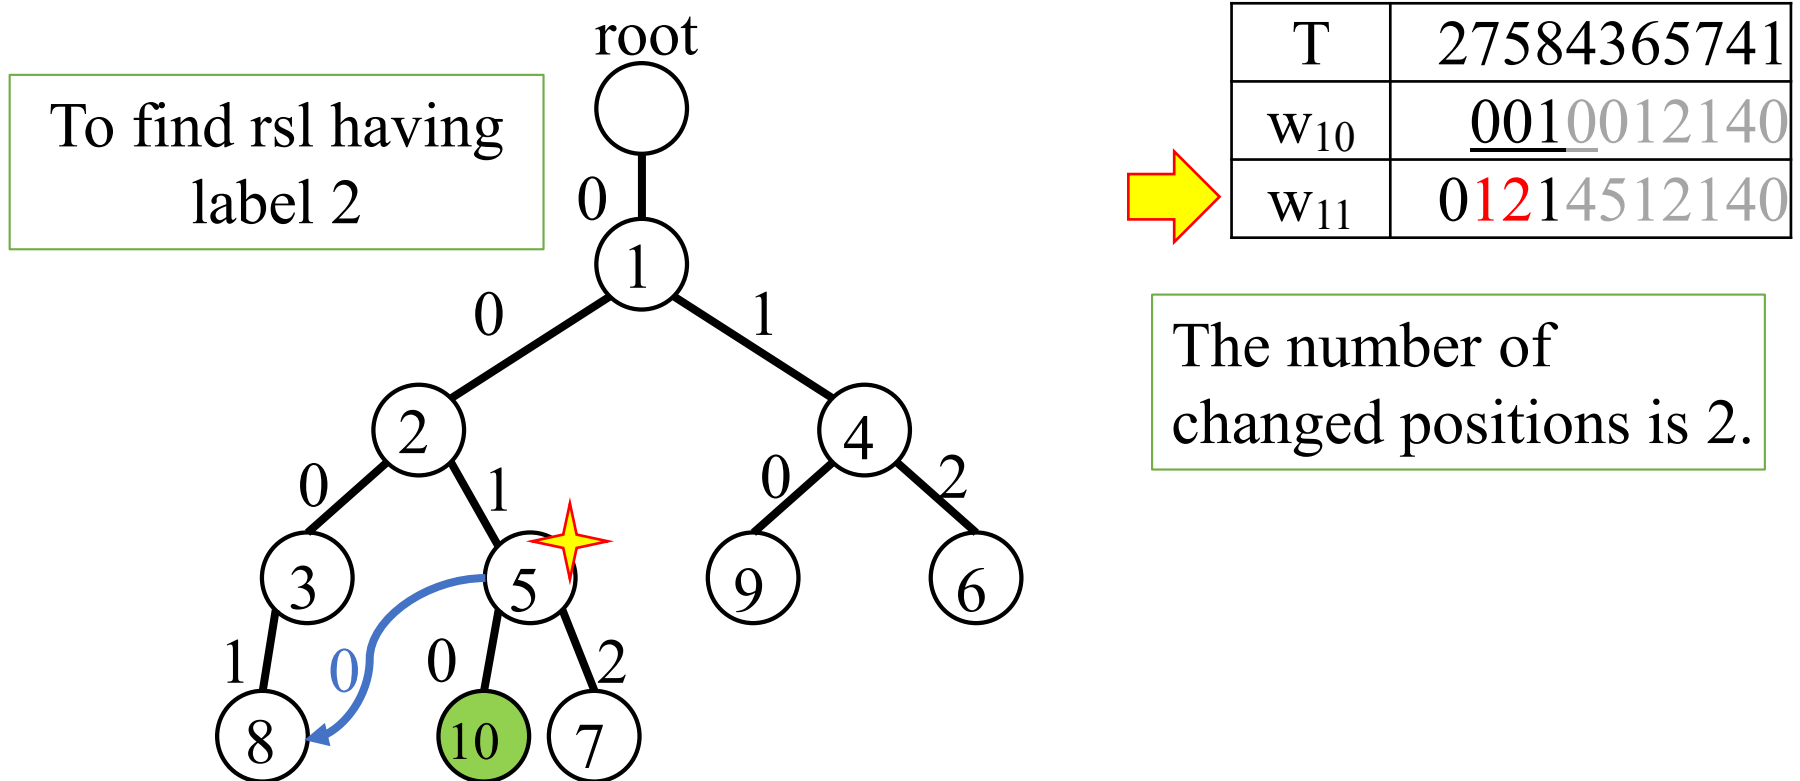 root
To find rsl having
label 2
T 27584365741
w10 0010012140
w11 01214512140
The number of
changed positions is 2.
0
1
0 1
2 4
0 1 0 2
3 5 9 6
1 0 0 2
8 10 7